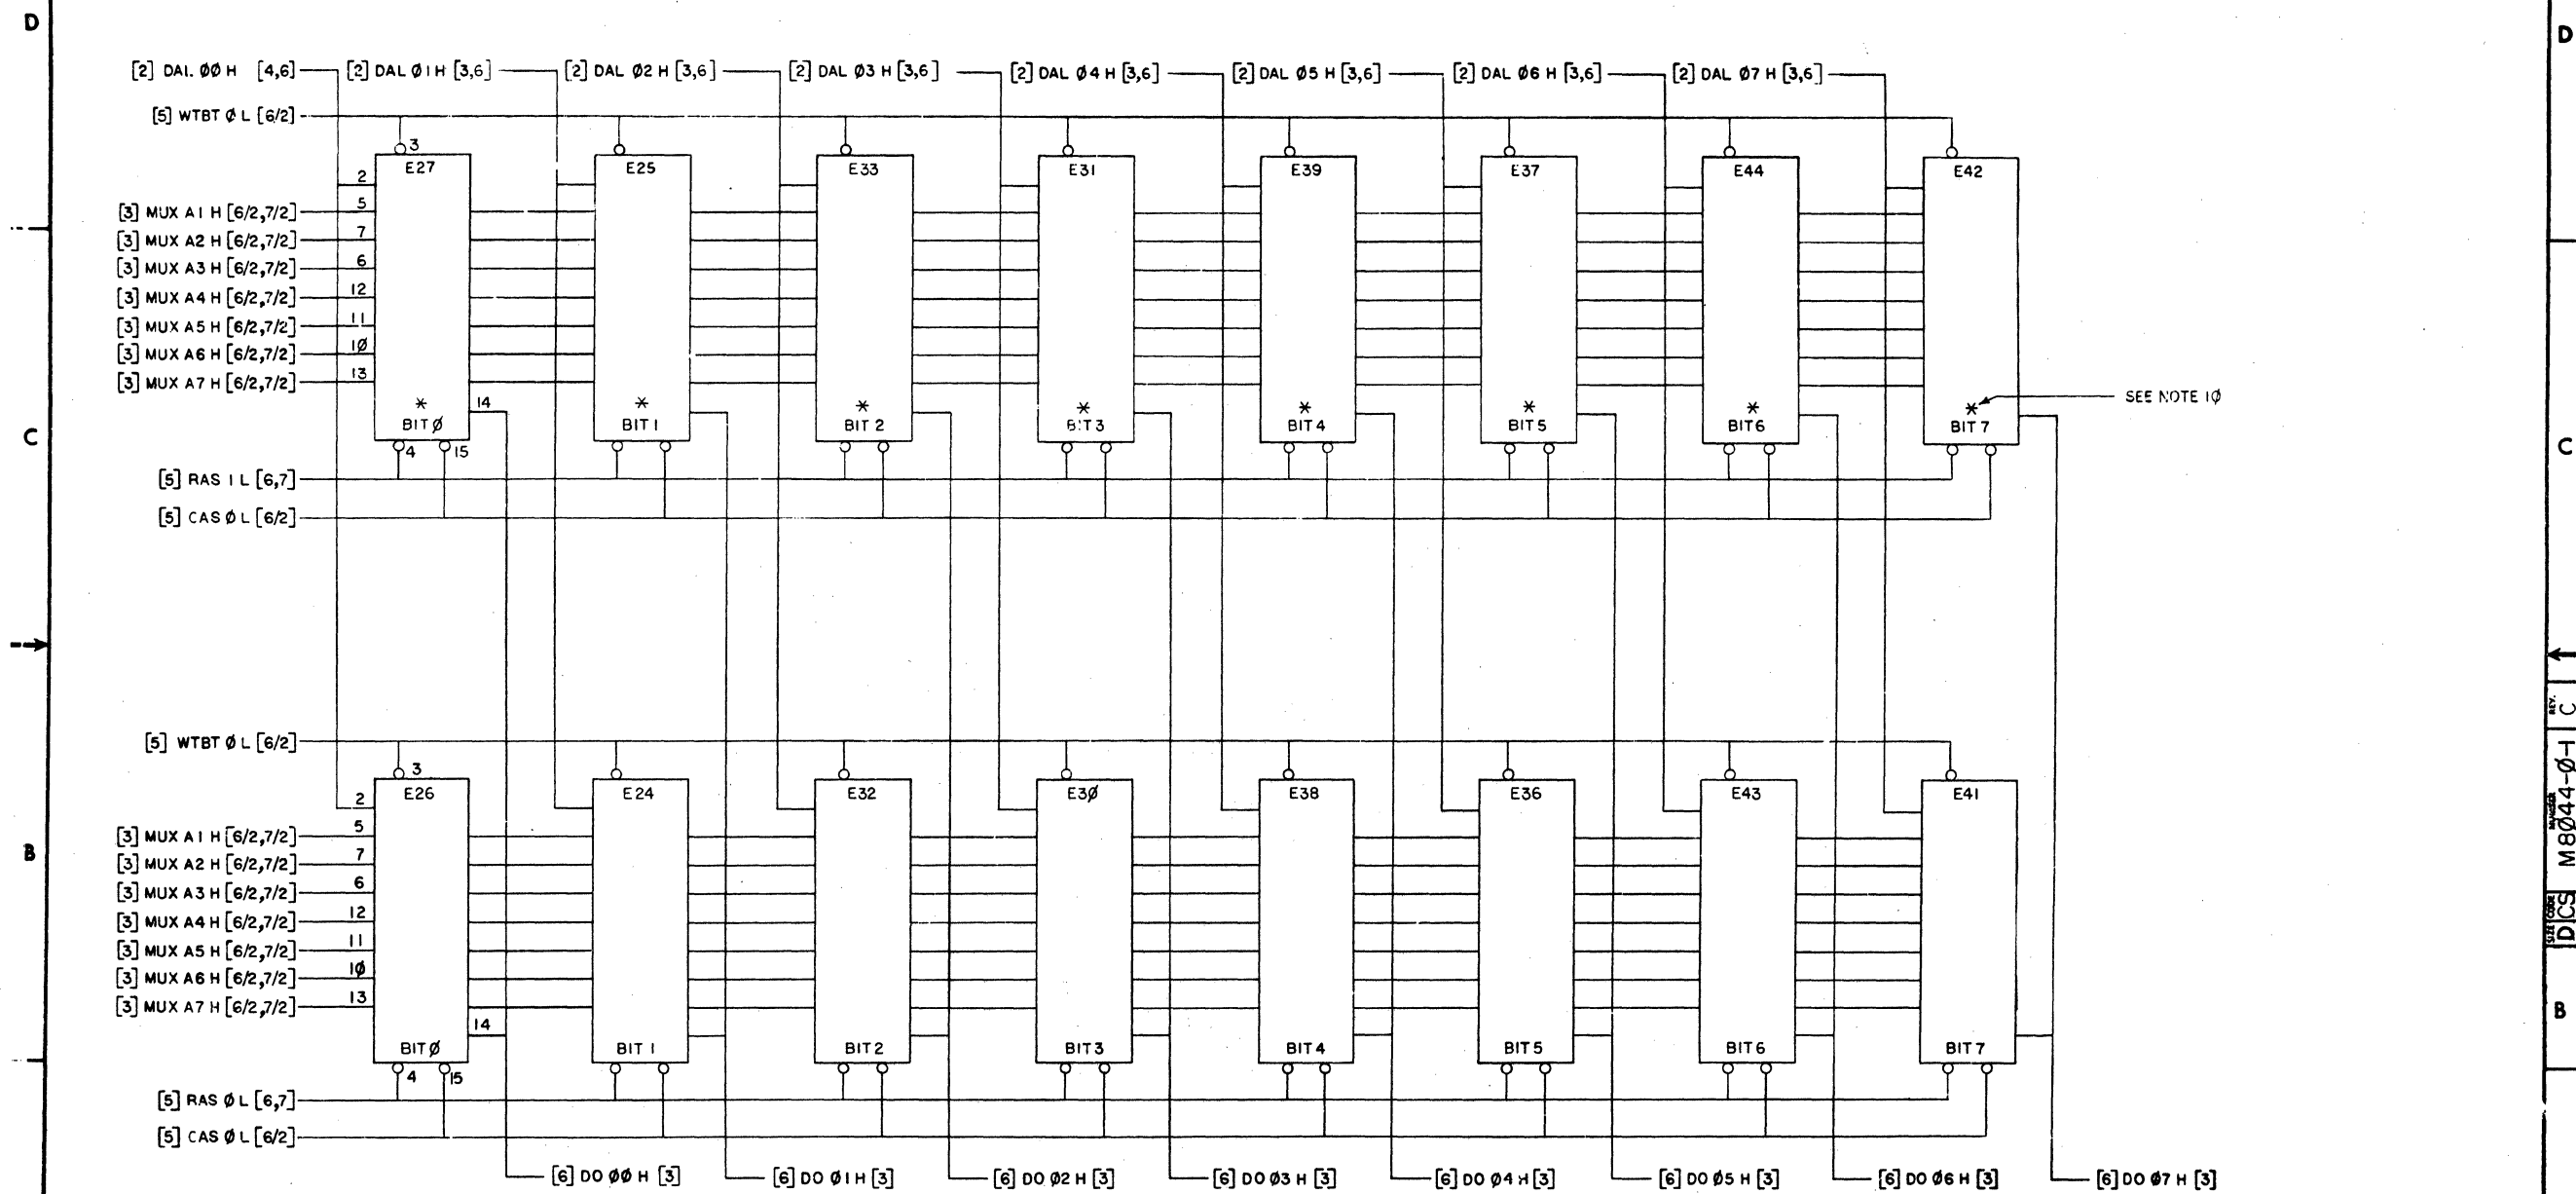 D D
[2] DAL ØØ H [4,6] [2] DAL Ø1 H [3,6] [2] DAL Ø2 H [3,6] [2] DAL Ø3 H [3,6] [2] DAL Ø4 H [3,6] [2] DAL Ø5 H [3,6] [2] DAL Ø6 H [3,6] [2] DAL Ø7 H [3,6]
[5] WTBT Ø L [6/2]
3
E27 E25 E33 E31 E39 E37 E44 E42
2
[3] MUX A1 H [6/2,7/2] 5
[3] MUX A2 H [6/2,7/2] 7
[3] MUX A3 H [6/2,7/2] 6
[3] MUX A4 H [6/2,7/2] 12
[3] MUX A5 H [6/2,7/2] 11
[3] MUX A6 H [6/2,7/2] 1Ø
[3] MUX A7 H [6/2,7/2] 13
* 14 * * * * * * * SEE NOTE 1Ø
BIT Ø BIT 1 BIT 2 BIT 3 BIT 4 BIT 5 BIT 6 BIT 7
C C
4 15
[5] RAS 1 L [6,7]
[5] CAS Ø L [6/2]
[5] WTBT Ø L [6/2]
3
E26 E24 E32 E3Ø E38 E36 E43 E41
2
[3] MUX A1 H [6/2,7/2] 5
[3] MUX A2 H [6/2,7/2] 7
[3] MUX A3 H [6/2,7/2] 6
[3] MUX A4 H [6/2,7/2] 12
[3] MUX A5 H [6/2,7/2] 11
[3] MUX A6 H [6/2,7/2] 1Ø
[3] MUX A7 H [6/2,7/2] 13
14
BIT Ø BIT 1 BIT 2 BIT 3 BIT 4 BIT 5 BIT 6 BIT 7
B B
4 15
[5] RAS Ø L [6,7]
[5] CAS Ø L [6/2]
[6] DO ØØ H [3] [6] DO Ø1 H [3] [6] DO Ø2 H [3] [6] DO Ø3 H [3] [6] DO Ø4 H [3] [6] DO Ø5 H [3] [6] DO Ø6 H [3] [6] DO Ø7 H [3]
SIZE CODE NUMBER REV.
D CS M8Ø44-Ø-1 C